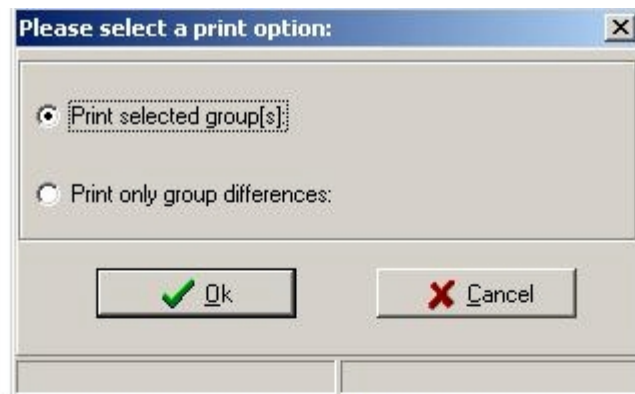 Please select a print option:
Print selected group[s]:
Print only group differences:
Ok
Cancel